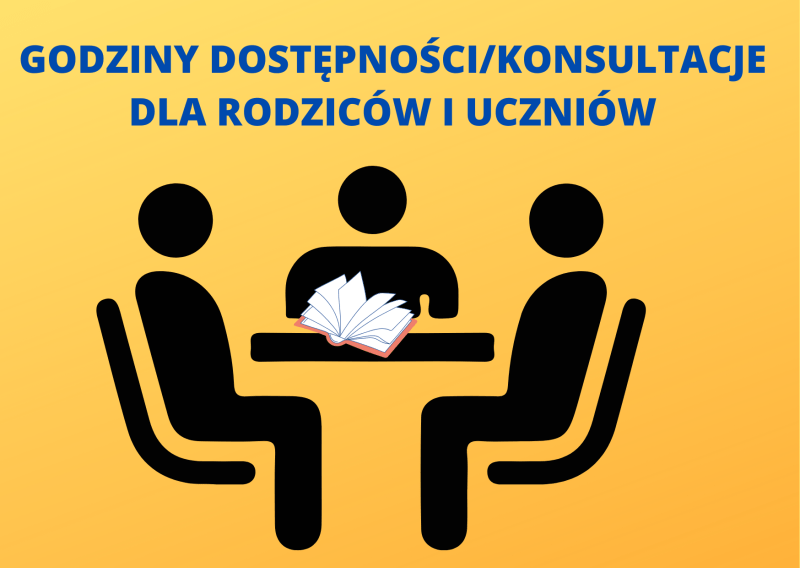 GODZINY DOSTĘPNOŚCI/KONSULTACJE
DLA RODZICÓW I UCZNIÓW